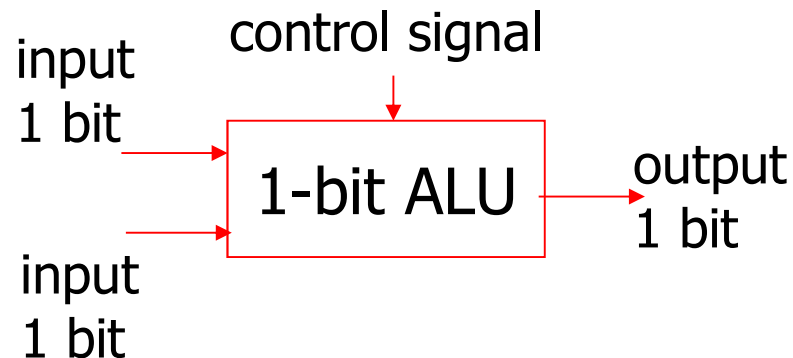 control signal
input
1 bit
1-bit ALU
output
1 bit
input
1 bit